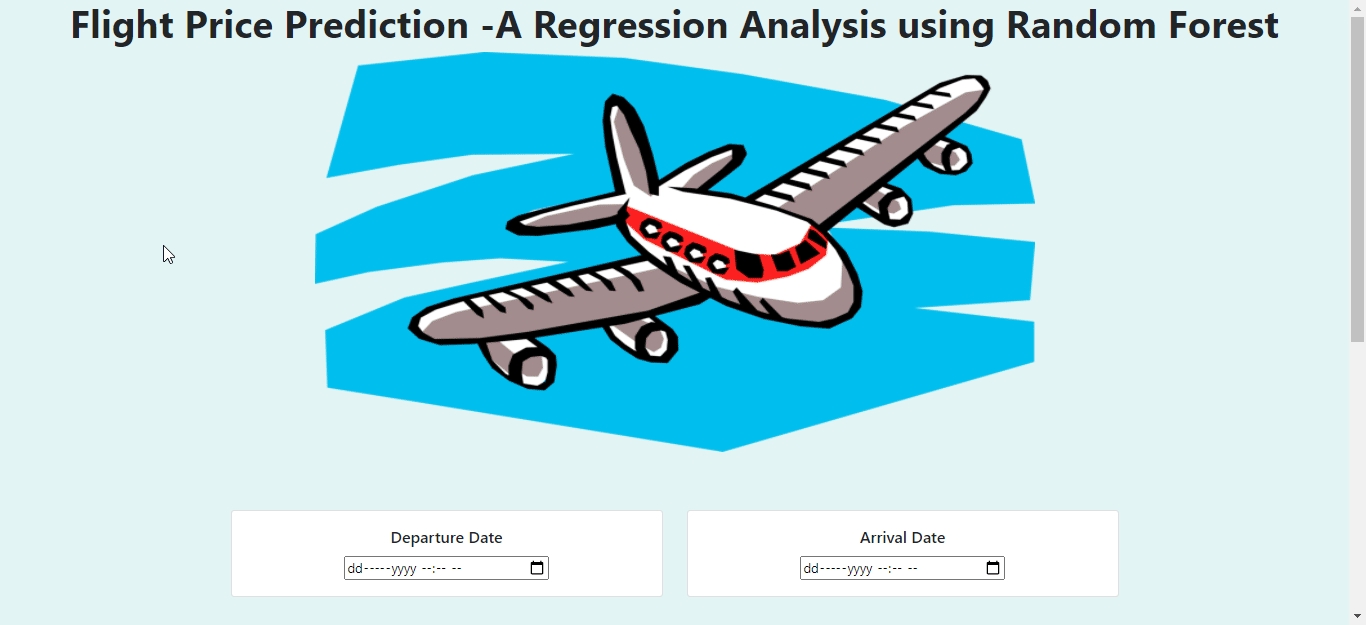 Flight Price Prediction -A Regression Analysis using Random Forest
Departure Date
Arrival Date
dd-----yyyy --:-- --
dd-----yyyy --:-- --